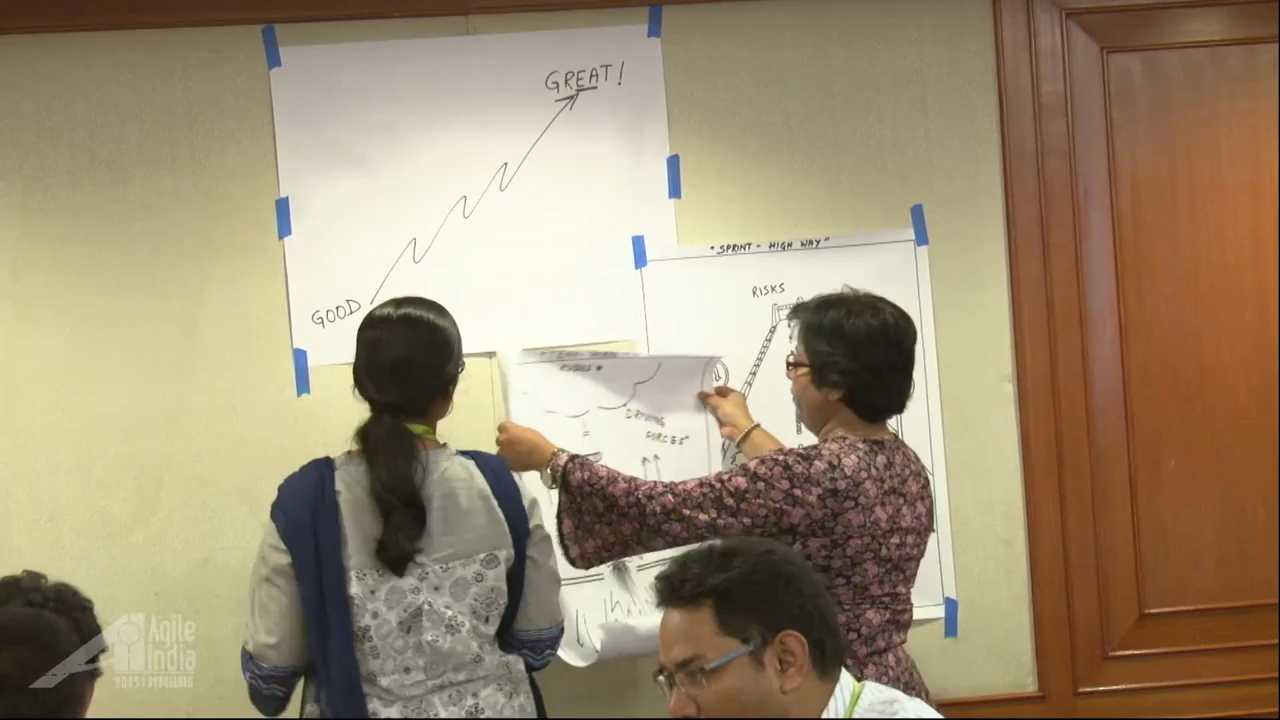 GREAT!
GOOD
"SPRINT - HIGH WAY"
RISKS
DRIVING
FORCES"
Agile
India